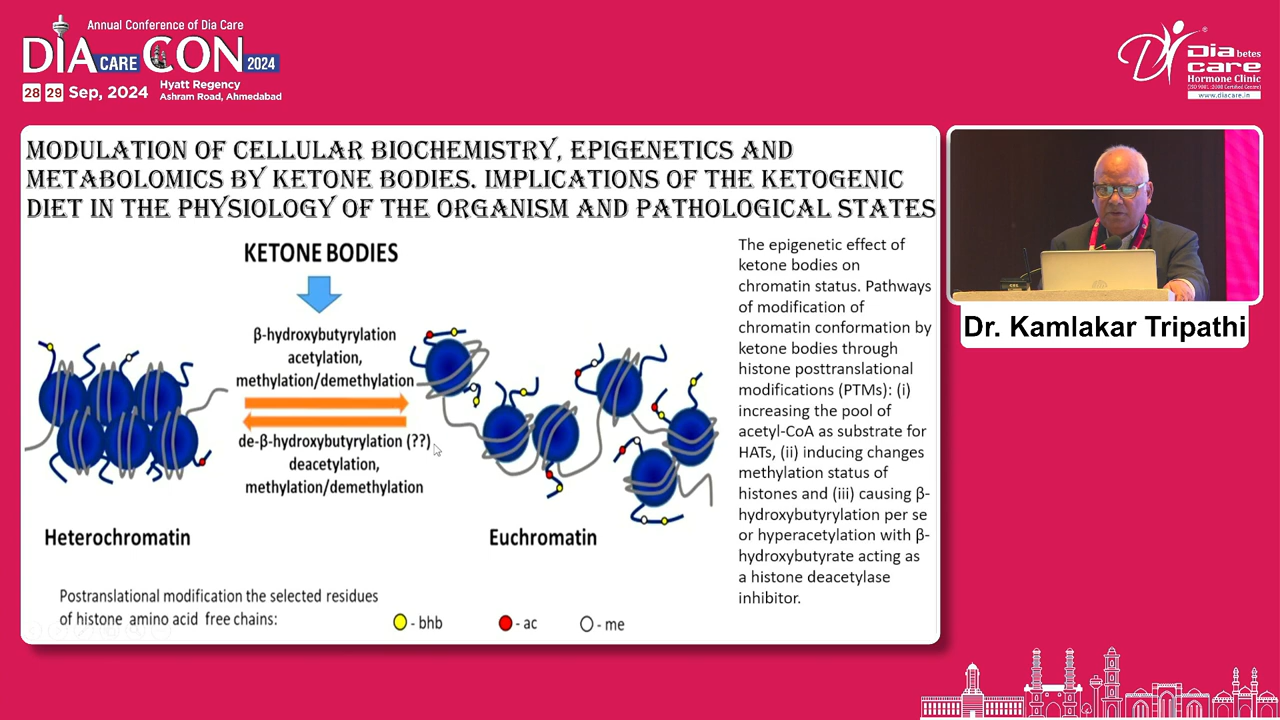 Annual Conference of Dia Care
DIA CARE CON 2024
28 29 Sep, 2024
Hyatt Regency
Ashram Road, Ahmedabad
Dia betes
care
Hormone Clinic
(ISO 9001:2008 Certified Centre)
www.diacare.in
MODULATION OF CELLULAR BIOCHEMISTRY, EPIGENETICS AND
METABOLOMICS BY KETONE BODIES. IMPLICATIONS OF THE KETOGENIC
DIET IN THE PHYSIOLOGY OF THE ORGANISM AND PATHOLOGICAL STATES
KETONE BODIES
β-hydroxybutyrylation
acetylation,
methylation/demethylation
de-β-hydroxybutyrylation (??)
deacetylation,
methylation/demethylation
Heterochromatin
Euchromatin
Postranslational modification the selected residues
of histone amino acid free chains:
- bhb
- ac
- me
The epigenetic effect of
ketone bodies on
chromatin status. Pathways
of modification of
chromatin conformation by
ketone bodies through
histone posttranslational
modifications (PTMs): (i)
increasing the pool of
acetyl-CoA as substrate for
HATs, (ii) inducing changes
methylation status of
histones and (iii) causing β-
hydroxybutyrylation per se
or hyperacetylation with β-
hydroxybutyrate acting as
a histone deacetylase
inhibitor.
Dr. Kamlakar Tripathi